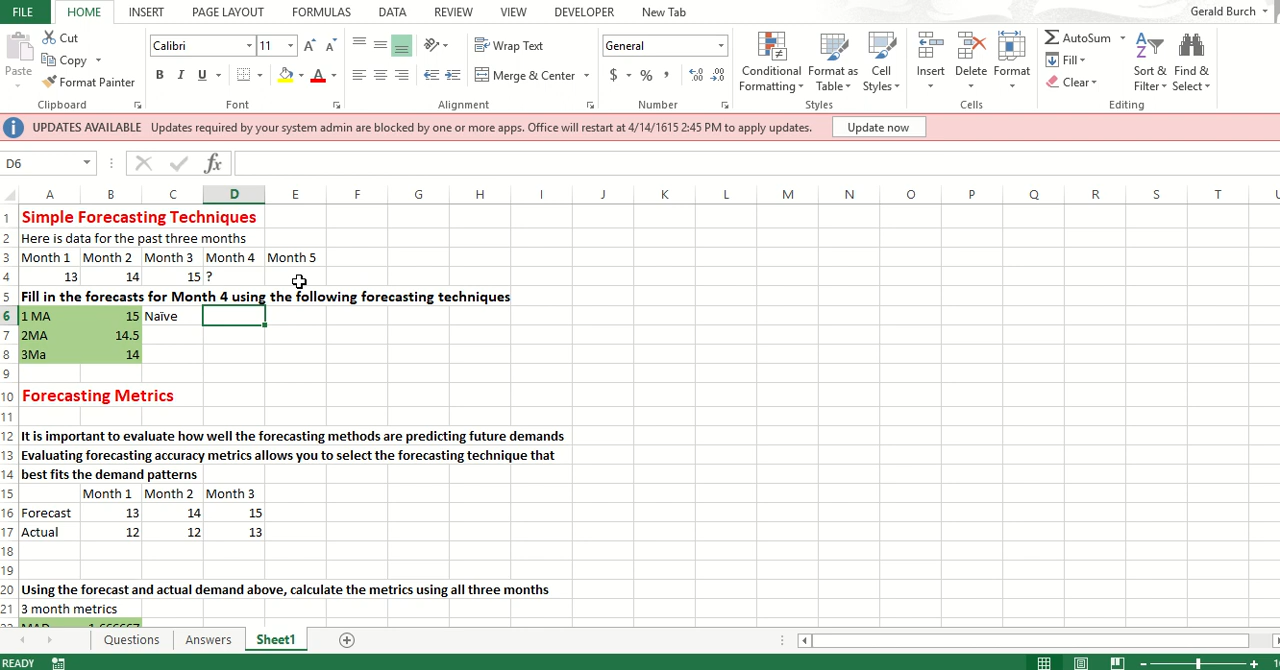 FILE HOME INSERT PAGE LAYOUT FORMULAS DATA REVIEW VIEW DEVELOPER New Tab Gerald Burch
Paste Cut Copy Format Painter Clipboard
Calibri 11 B I U A Font
Wrap Text Merge & Center Alignment
General $ % , .0 .00 Number
Conditional Formatting Format as Table Cell Styles Styles
Insert Delete Format Cells
AutoSum Fill Clear Sort & Filter Find & Select Editing
UPDATES AVAILABLE Updates required by your system admin are blocked by one or more apps. Office will restart at 4/14/1615 2:45 PM to apply updates. Update now
D6 fx
A B C D E F G H I J K L M N O P Q R S T U
1 Simple Forecasting Techniques
2 Here is data for the past three months
3 Month 1 Month 2 Month 3 Month 4 Month 5
4 13 14 15 ?
5 Fill in the forecasts for Month 4 using the following forecasting techniques
6 1 MA 15 Naïve
7 2MA 14.5
8 3Ma 14
9
10 Forecasting Metrics
11
12 It is important to evaluate how well the forecasting methods are predicting future demands
13 Evaluating forecasting accuracy metrics allows you to select the forecasting technique that
14 best fits the demand patterns
15 Month 1 Month 2 Month 3
16 Forecast 13 14 15
17 Actual 12 12 13
18
19
20 Using the forecast and actual demand above, calculate the metrics using all three months
21 3 month metrics
Questions Answers Sheet1
READY